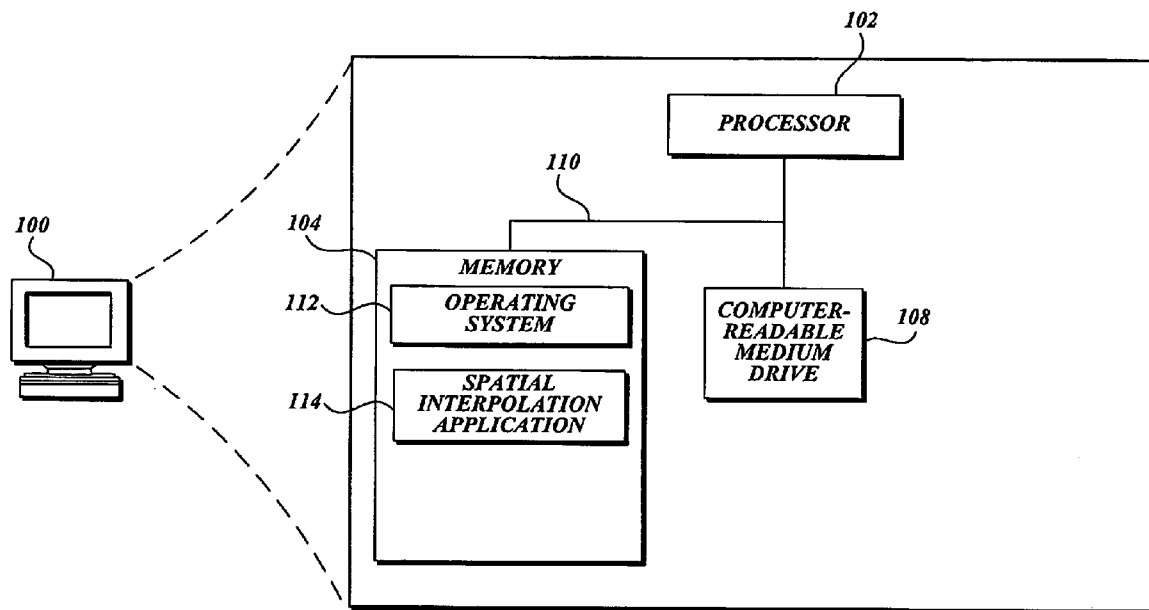 102
PROCESSOR
110
100
104
MEMORY
112
OPERATING
SYSTEM
COMPUTER-
READABLE
MEDIUM
DRIVE
108
114
SPATIAL
INTERPOLATION
APPLICATION